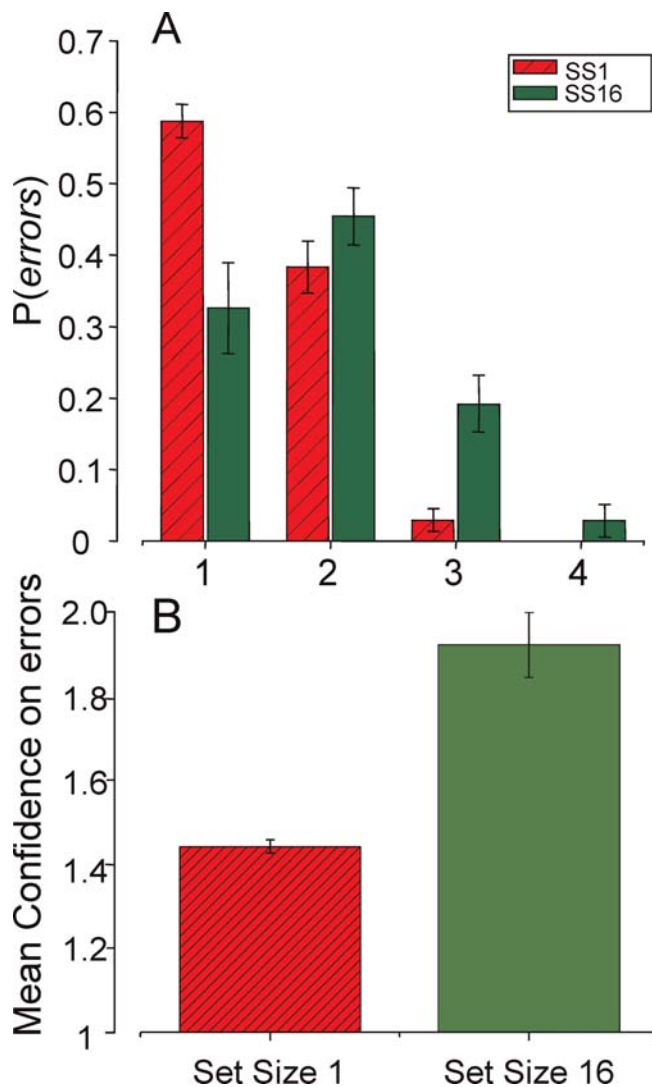 A
0.7
0.6
0.5
0.4
0.3
0.2
0.1
0
P(errors)
SS1
SS16
1 2 3 4
B
2.0
1.8
1.6
1.4
1.2
1
Mean Confidence on errors
Set Size 1 Set Size 16